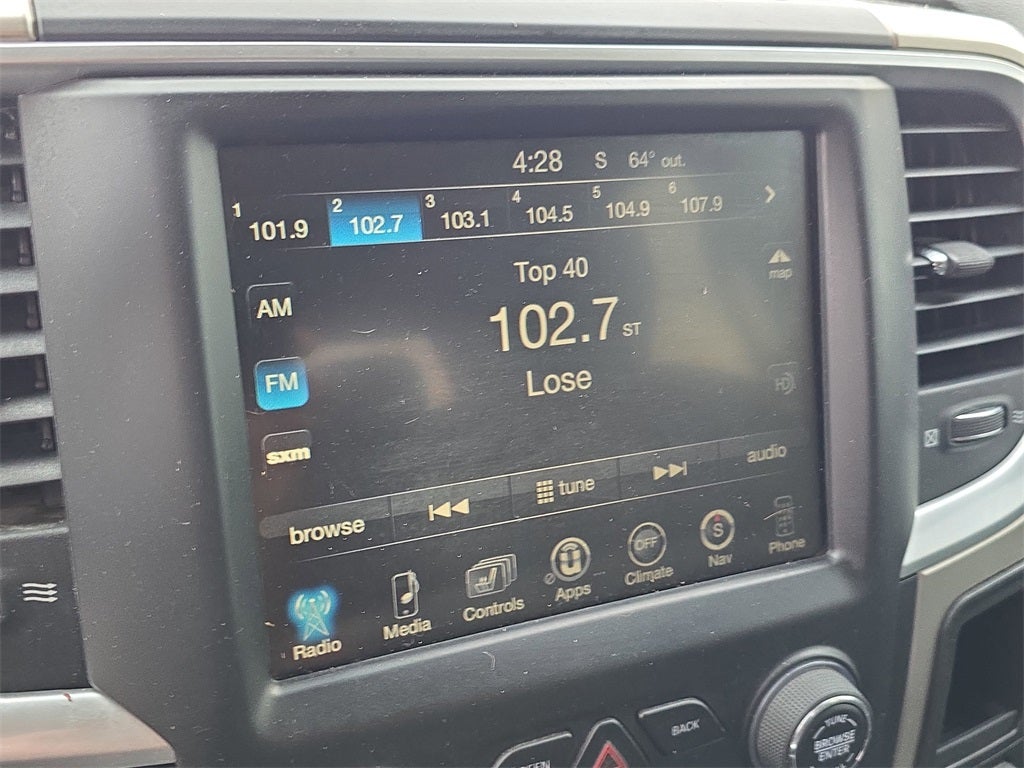 4:28 S 64° out.
1 101.9 2 102.7 3 103.1 4 104.5 5 104.9 6 107.9
Top 40
map
AM
102.7 ST
FM
Lose
HD
sxm
browse tune audio
Radio Media Controls Apps OFF Climate S Nav Phone
BACK
TUNE
BROWSE
ENTER